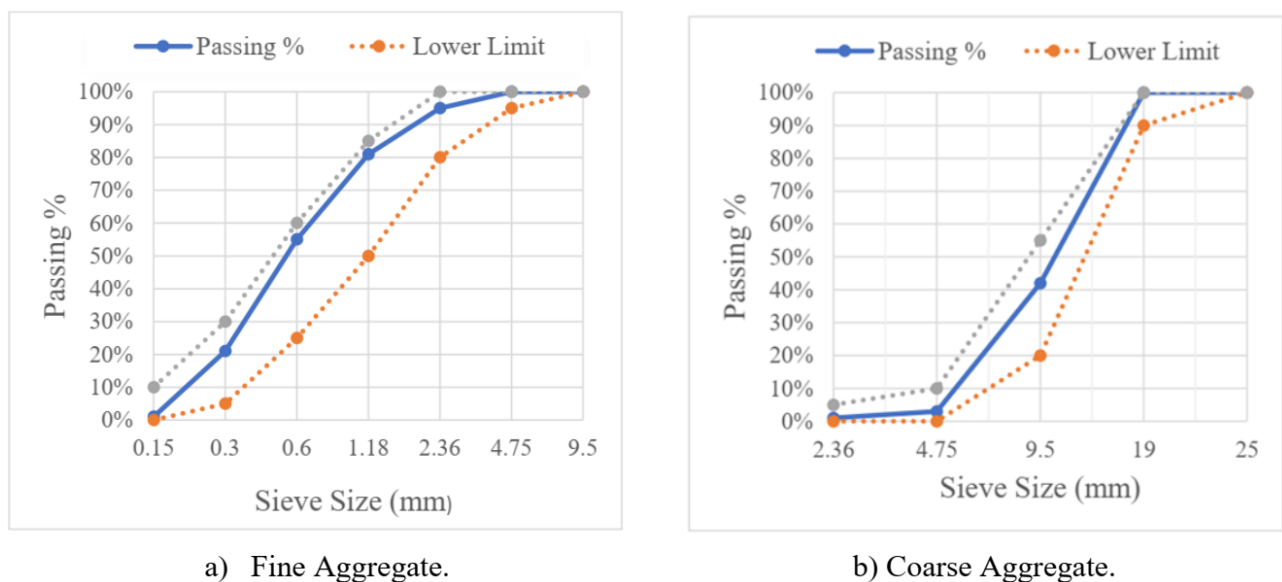 Passing % Lower Limit
100%
90%
80%
70%
60%
50%
40%
30%
20%
10%
0%
Passing %
0.15 0.3 0.6 1.18 2.36 4.75 9.5
Sieve Size (mm)
a) Fine Aggregate.
Passing % Lower Limit
100%
90%
80%
70%
60%
50%
40%
30%
20%
10%
0%
Passing %
2.36 4.75 9.5 19 25
Sieve Size (mm)
b) Coarse Aggregate.